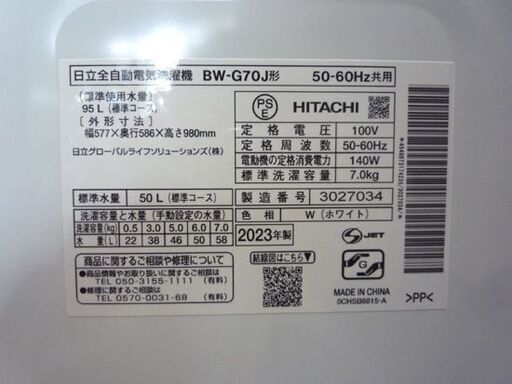 日立全自動電気洗濯機 BW-G70J形 50-60Hz共用
〔標準使用水量〕
95 L(標準コース)
〔外形寸法〕
幅577×奥行586×高さ980mm
日立グローバルライフソリューションズ(株)
PS E HITACHI
定格電圧 100V
定格周波数 50-60Hz
電動機の定格消費電力 140W
標準洗濯容量 7.0kg
標準水量 50 L(標準コース)
製造番号 3027034
洗濯容量と水量(手動設定の水量)
洗濯容量(kg) 0.5 3.0 5.0 6.0 7.0
水量(L) 22 38 46 50 58
色相 W(ホワイト)
2023年製
S JET
商品に関するご相談や修理について
商品情報やお取り扱いに関するご相談
TEL 050-3155-1111(有料)
修理に関するご相談
TEL 0570-0031-68(有料)
結線図はこちら▼
G
MADE IN CHINA
0CHSB6815-A
>PP<